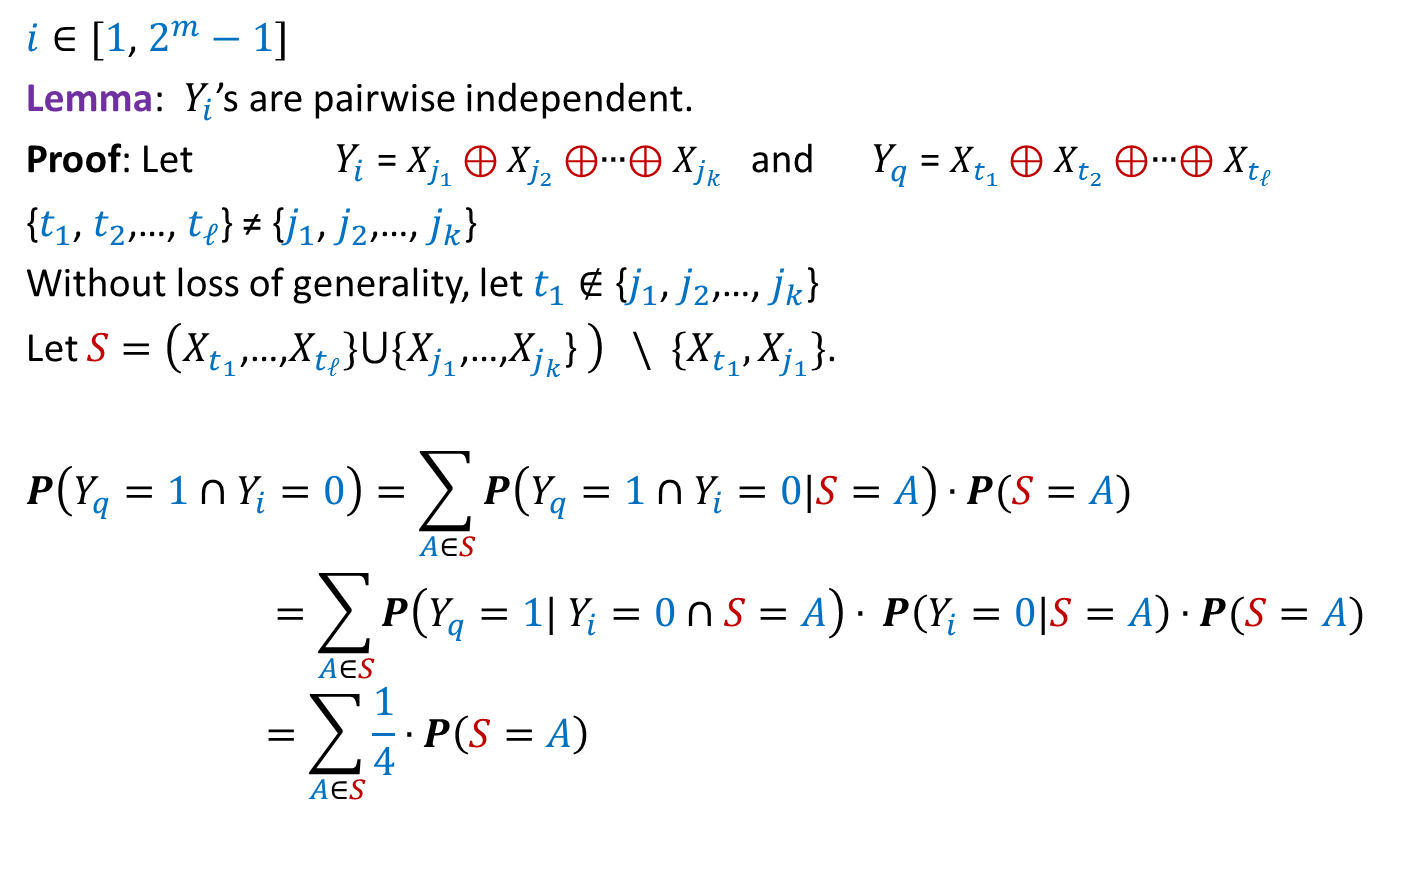 i ∈ [1, 2^m − 1]
Lemma: Y_i's are pairwise independent.
Proof: Let Y_i = X_{j_1} ⊕ X_{j_2} ⊕···⊕ X_{j_k} and Y_q = X_{t_1} ⊕ X_{t_2} ⊕···⊕ X_{t_ℓ}
{t_1, t_2,..., t_ℓ} ≠ {j_1, j_2,..., j_k}
Without loss of generality, let t_1 ∉ {j_1, j_2,..., j_k}
Let S = (X_{t_1},...,X_{t_ℓ}}⋃{X_{j_1},...,X_{j_k}} ) \ {X_{t_1}, X_{j_1}}.
P(Y_q = 1 ∩ Y_i = 0) = ∑_{A∈S} P(Y_q = 1 ∩ Y_i = 0|S = A) · P(S = A)
= ∑_{A∈S} P(Y_q = 1| Y_i = 0 ∩ S = A) · P(Y_i = 0|S = A) · P(S = A)
= ∑_{A∈S} 1/4 · P(S = A)